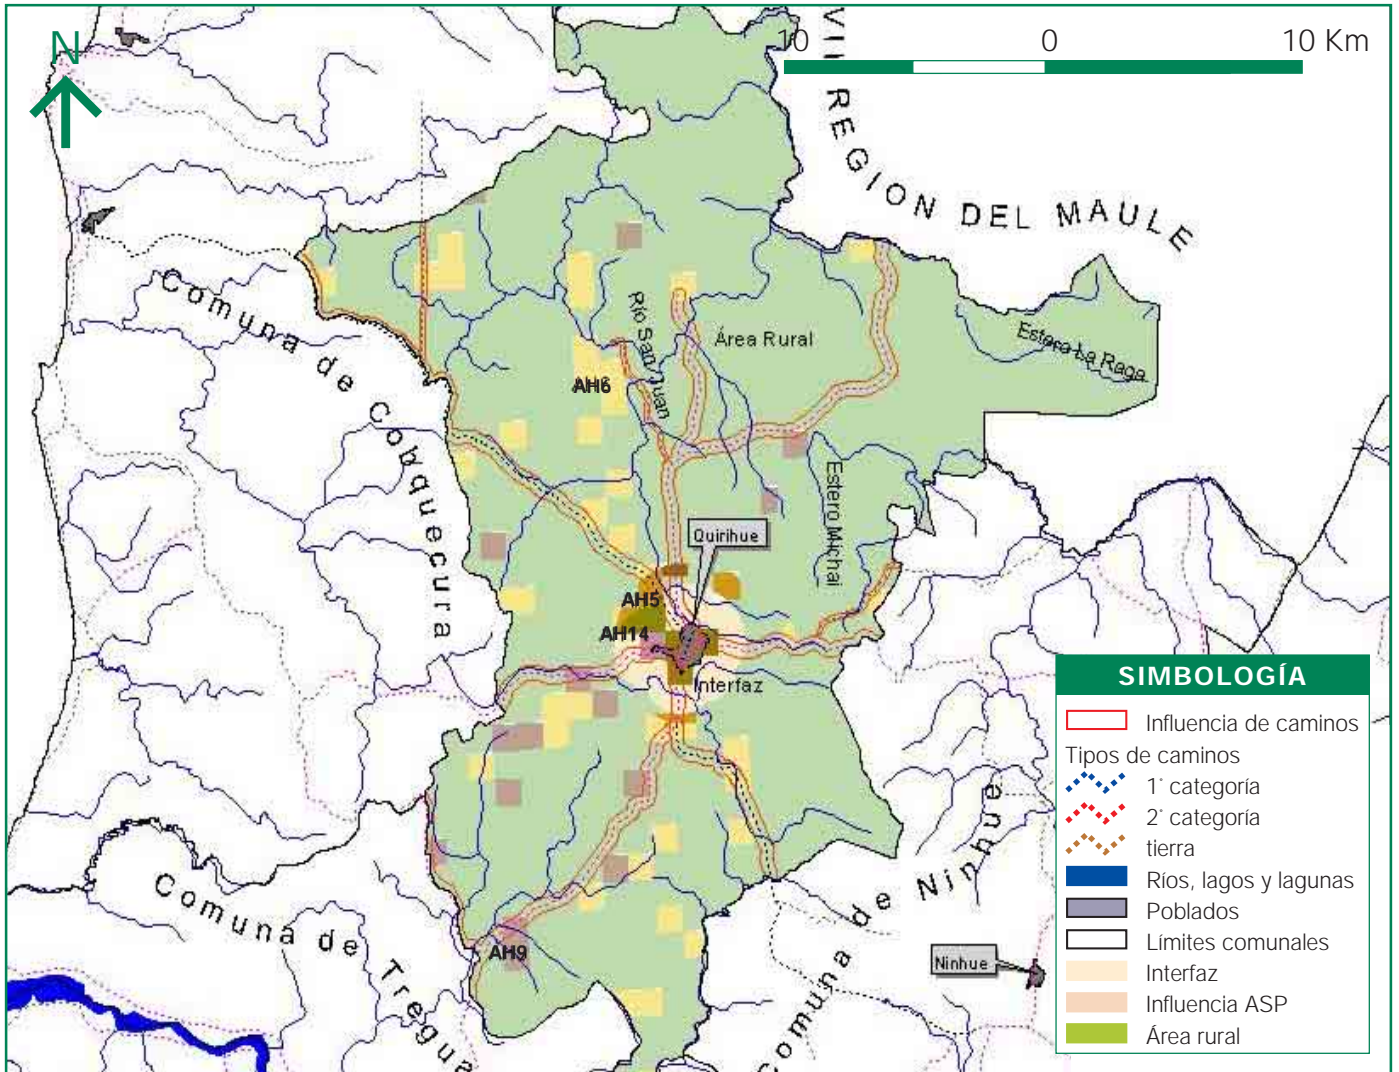 N
10 0 10 Km
VII REGION DEL MAULE
Comuna de Cobquecura
Río San Juan
Área Rural
Estero La Raga
AH6
Estero Michai
Quirihue
AH5
AH14
Interfaz
AH9
Comuna de Tregua
Comuna de Ninhue
Ninhue
SIMBOLOGÍA
Influencia de caminos
Tipos de caminos
1° categoría
2° categoría
tierra
Ríos, lagos y lagunas
Poblados
Límites comunales
Interfaz
Influencia ASP
Área rural